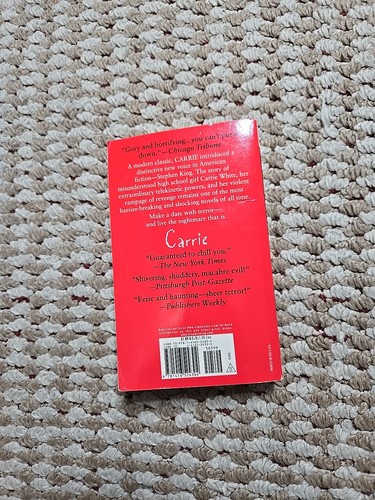 "Gory and horrifying...you can't put it
down." —Chicago Tribune
A modern classic, CARRIE introduced a
distinctive new voice in American
fiction—Stephen King. The story of
misunderstood high school girl Carrie White, her
extraordinary telekinetic powers, and her violent
rampage of revenge remains one of the most
barrier-breaking and shocking novels of all time.
Make a date with terror—
and live the nightmare that is
Carrie
"Guaranteed to chill you."
—The New York Times
"Shivering, shuddery, macabre evil!"
—Pittsburgh Post-Gazette
"Eerie and haunting—sheer terror!"
—Publishers Weekly